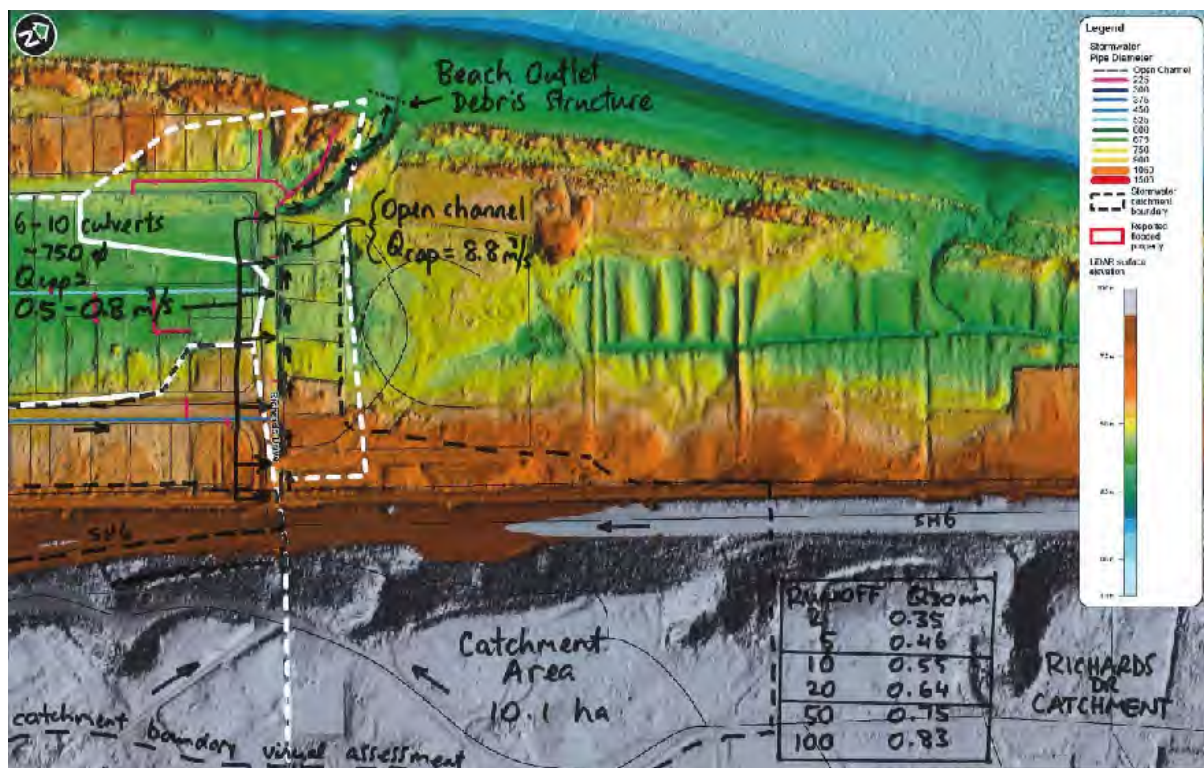 N
Beach Outlet
Debris Structure
6-10 culverts
~750 φ
Qcap=
0.5-0.8 m³/s
Open channel
Qcap = 8.8 m³/s
SH6
SH6
Catchment
Area
10.1 ha
catchment boundary visual assessment
RUNOFF Q30min
2 0.35
5 0.46
10 0.55
20 0.64
50 0.75
100 0.83
RICHARDS
DR
CATCHMENT
Legend
Stormwater
Pipe Diameter
Open Channel
225
300
375
450
525
600
675
750
900
1050
1500
Stormwater
catchment
boundary
Reported
flooded
property
LiDAR surface
elevation